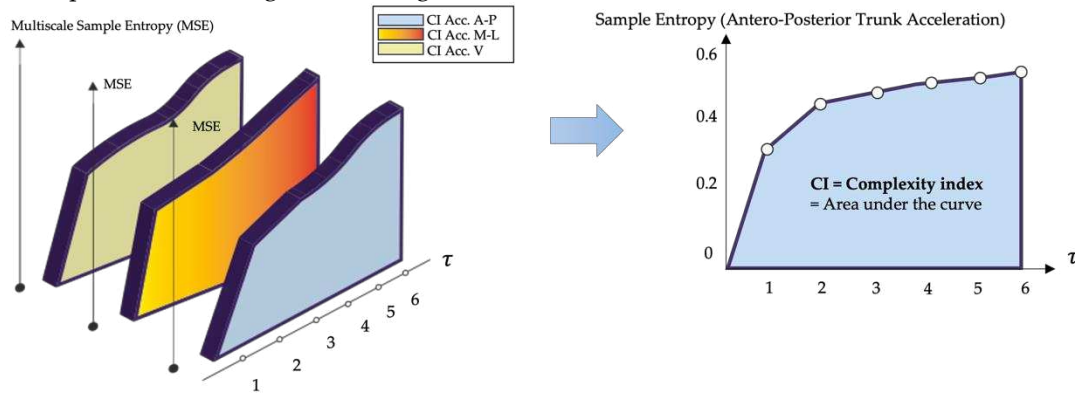 Multiscale Sample Entropy (MSE)
CI Acc. A-P
CI Acc. M-L
CI Acc. V
MSE
MSE
τ
1
2
3
4
5
6
Sample Entropy (Antero-Posterior Trunk Acceleration)
0.6
0.4
0.2
0
CI = Complexity index
= Area under the curve
τ
1 2 3 4 5 6